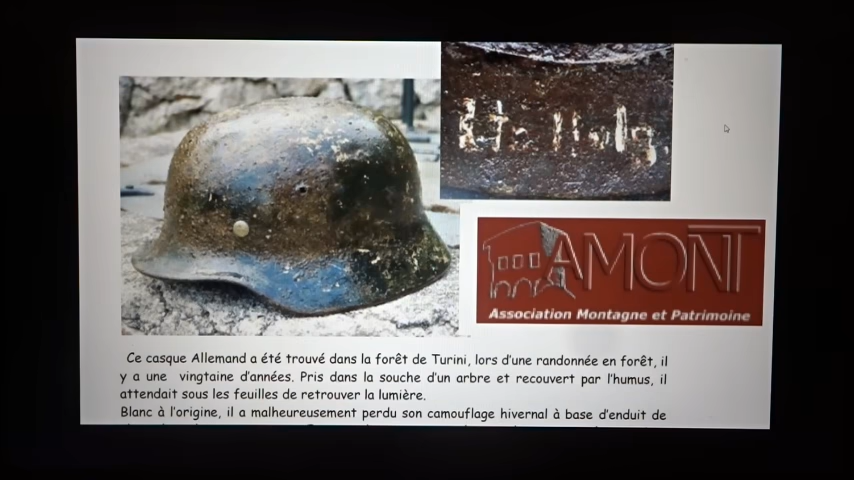 AMONT
Association Montagne et Patrimoine
Ce casque Allemand a été trouvé dans la forêt de Turini, lors d'une randonnée en forêt, il
y a une vingtaine d'années. Pris dans la souche d'un arbre et recouvert par l'humus, il
attendait sous les feuilles de retrouver la lumière.
Blanc à l'origine, il a malheureusement perdu son camouflage hivernal à base d'enduit de